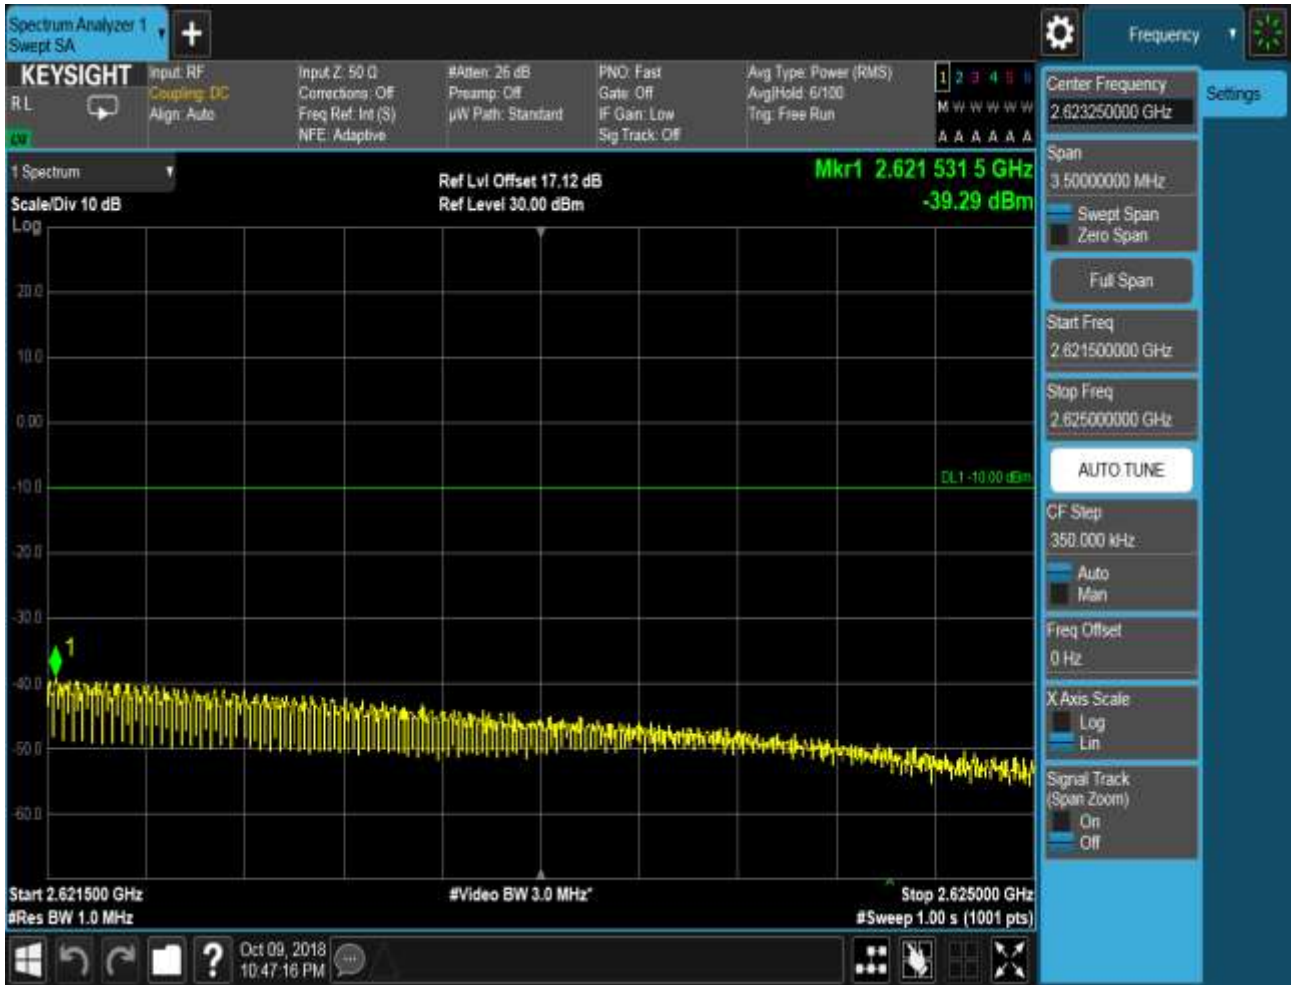 Spectrum Analyzer 1
Swept SA
+
Frequency
KEYSIGHT
RL
Input: RF
Coupling: DC
Align: Auto
Input Z: 50 Ω
Corrections: Off
Freq Ref: Int (S)
NFE: Adaptive
#Atten: 26 dB
Preamp: Off
µW Path: Standard
PNO: Fast
Gate: Off
IF Gain: Low
Sig Track: Off
Avg Type: Power (RMS)
Avg|Hold: 6/100
Trig: Free Run
1 2 3 4 5 6
M W W W W W
A A A A A A
1 Spectrum
Scale/Div 10 dB
Log
Ref Lvl Offset 17.12 dB
Ref Level 30.00 dBm
Mkr1 2.621 531 5 GHz
-39.29 dBm
20.0
10.0
0.00
-10.0
-20.0
-30.0
-40.0
-50.0
-60.0
DL1 -10.00 dBm
1
Start 2.621500 GHz
#Res BW 1.0 MHz
#Video BW 3.0 MHz*
Stop 2.625000 GHz
#Sweep 1.00 s (1001 pts)
?
Oct 09, 2018
10:47:16 PM
Center Frequency
2.623250000 GHz
Settings
Span
3.50000000 MHz
Swept Span
Zero Span
Full Span
Start Freq
2.621500000 GHz
Stop Freq
2.625000000 GHz
AUTO TUNE
CF Step
350.000 kHz
Auto
Man
Freq Offset
0 Hz
X Axis Scale
Log
Lin
Signal Track
(Span Zoom)
On
Off